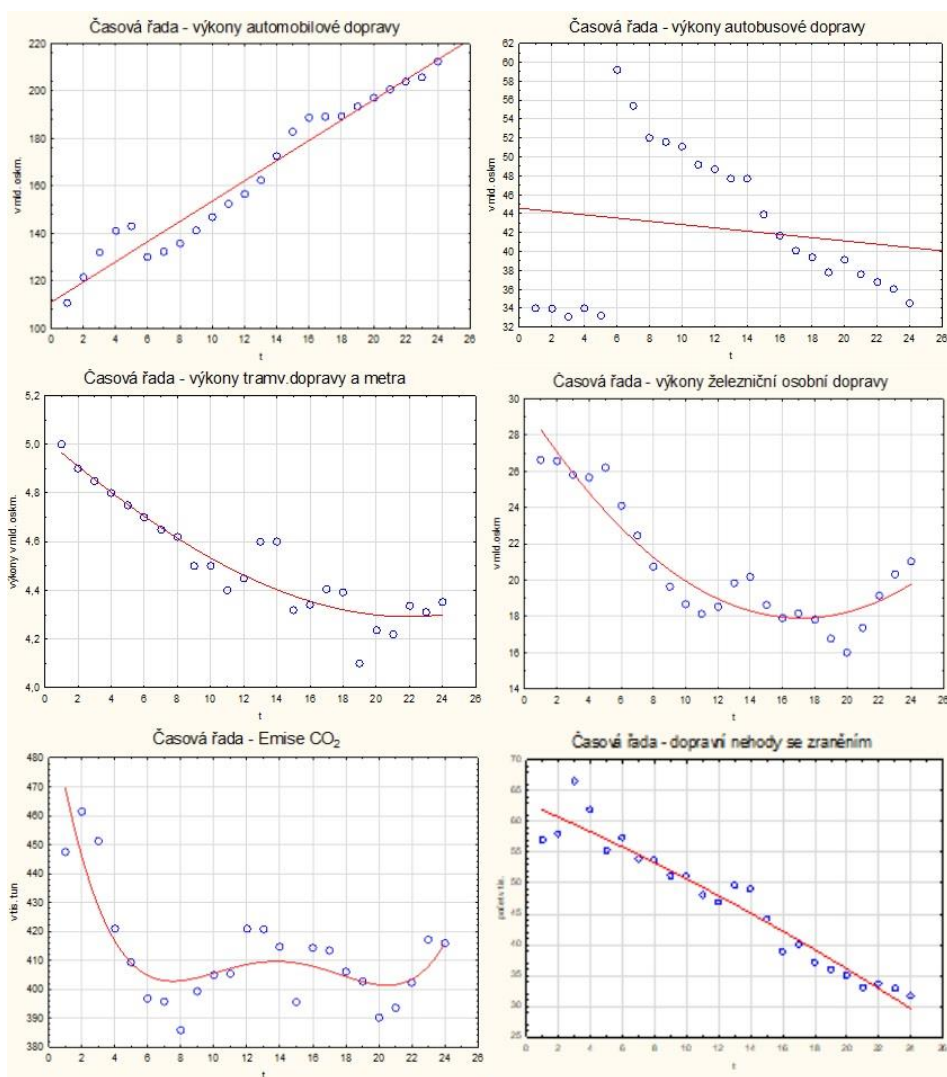 Časová řada - výkony automobilové dopravy
220
200
180
160
140
120
100
0 2 4 6 8 10 12 14 16 18 20 22 24 26
t
v mld. oskm
Časová řada - výkony autobusové dopravy
62
60
58
56
54
52
50
48
46
44
42
40
38
36
34
32
0 2 4 6 8 10 12 14 16 18 20 22 24 26
t
v mld.oskm
Časová řada - výkony tramv.dopravy a metra
5,2
5,0
4,8
4,6
4,4
4,2
4,0
0 2 4 6 8 10 12 14 16 18 20 22 24 26
t
výkony v mld. oskm.
Časová řada - výkony železniční osobní dopravy
30
28
26
24
22
20
18
16
14
0 2 4 6 8 10 12 14 16 18 20 22 24 26
t
v mld.oskm
Časová řada - Emise CO₂
480
470
460
450
440
430
420
410
400
390
380
0 2 4 6 8 10 12 14 16 18 20 22 24 26
t
v tis. tun
Časová řada - dopravní nehody se zraněním
70
65
60
55
50
45
40
35
30
25
0 2 4 6 8 10 12 14 16 18 20 22 24 26
t
počet v tis.